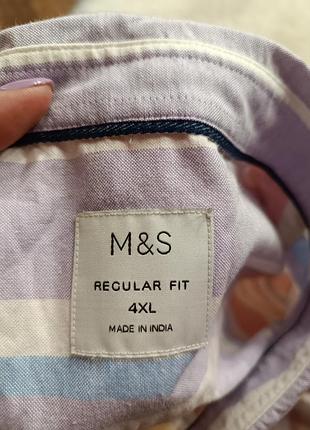 M&S
REGULAR FIT
4XL
MADE IN INDIA